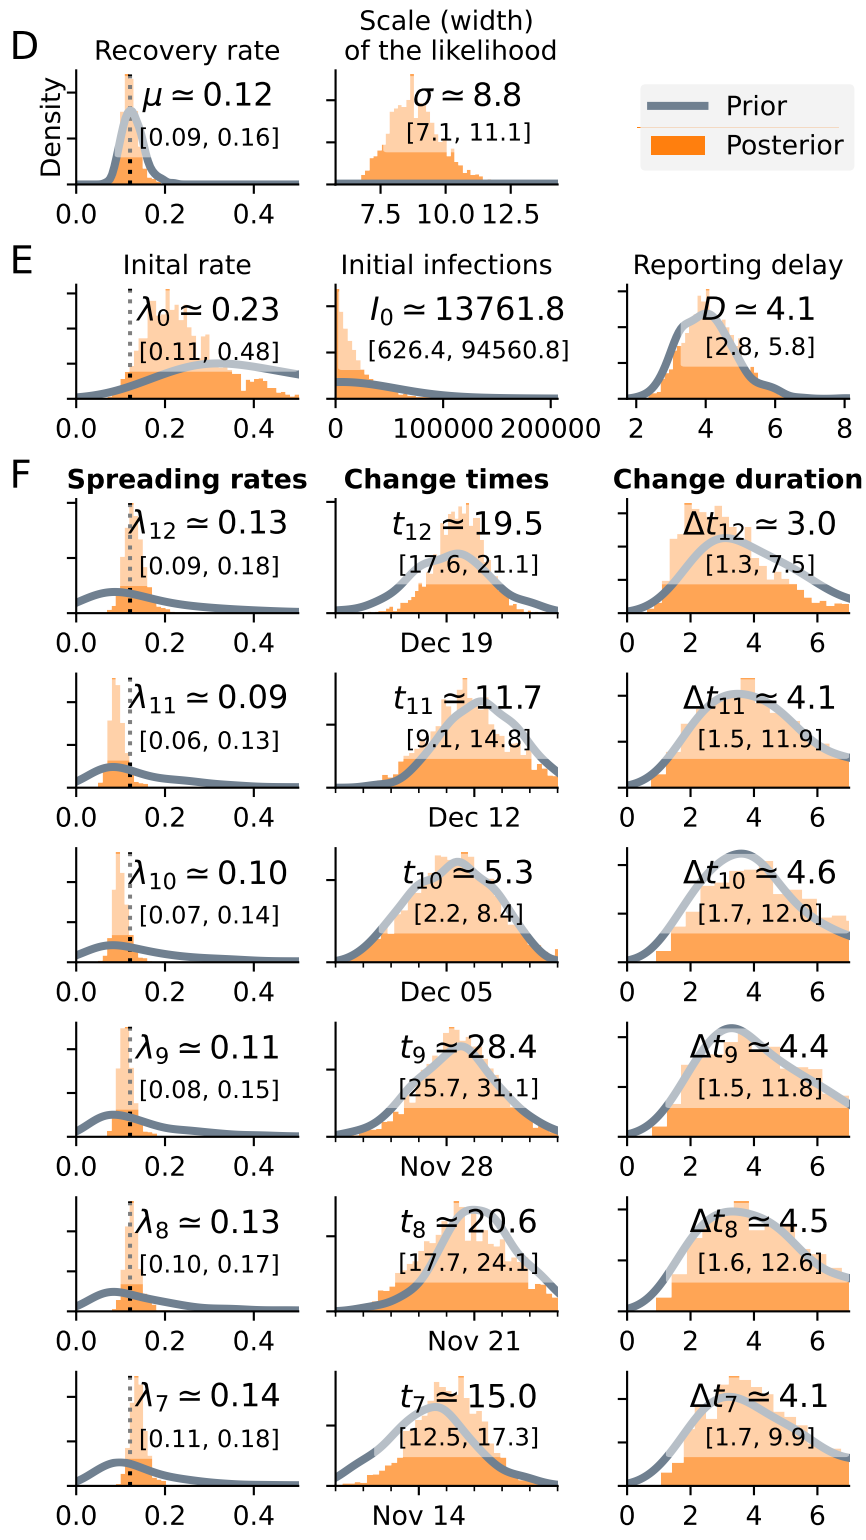 D
Recovery rate
Scale (width)
of the likelihood
Density
μ ≃ 0.12
[0.09, 0.16]
σ ≃ 8.8
[7.1, 11.1]
Prior
Posterior
0.0 0.2 0.4
7.5 10.0 12.5
E
Inital rate
Initial infections
Reporting delay
λ₀ ≃ 0.23
[0.11, 0.48]
I₀ ≃ 13761.8
[626.4, 94560.8]
D ≃ 4.1
[2.8, 5.8]
0.0 0.2 0.4
0 100000 200000
2 4 6 8
F
Spreading rates
Change times
Change duration
λ₁₂ ≃ 0.13
[0.09, 0.18]
t₁₂ ≃ 19.5
[17.6, 21.1]
Δt₁₂ ≃ 3.0
[1.3, 7.5]
0.0 0.2 0.4
Dec 19
0 2 4 6
λ₁₁ ≃ 0.09
[0.06, 0.13]
t₁₁ ≃ 11.7
[9.1, 14.8]
Δt₁₁ ≃ 4.1
[1.5, 11.9]
0.0 0.2 0.4
Dec 12
0 2 4 6
λ₁₀ ≃ 0.10
[0.07, 0.14]
t₁₀ ≃ 5.3
[2.2, 8.4]
Δt₁₀ ≃ 4.6
[1.7, 12.0]
0.0 0.2 0.4
Dec 05
0 2 4 6
λ₉ ≃ 0.11
[0.08, 0.15]
t₉ ≃ 28.4
[25.7, 31.1]
Δt₉ ≃ 4.4
[1.5, 11.8]
0.0 0.2 0.4
Nov 28
0 2 4 6
λ₈ ≃ 0.13
[0.10, 0.17]
t₈ ≃ 20.6
[17.7, 24.1]
Δt₈ ≃ 4.5
[1.6, 12.6]
0.0 0.2 0.4
Nov 21
0 2 4 6
λ₇ ≃ 0.14
[0.11, 0.18]
t₇ ≃ 15.0
[12.5, 17.3]
Δt₇ ≃ 4.1
[1.7, 9.9]
0.0 0.2 0.4
Nov 14
0 2 4 6